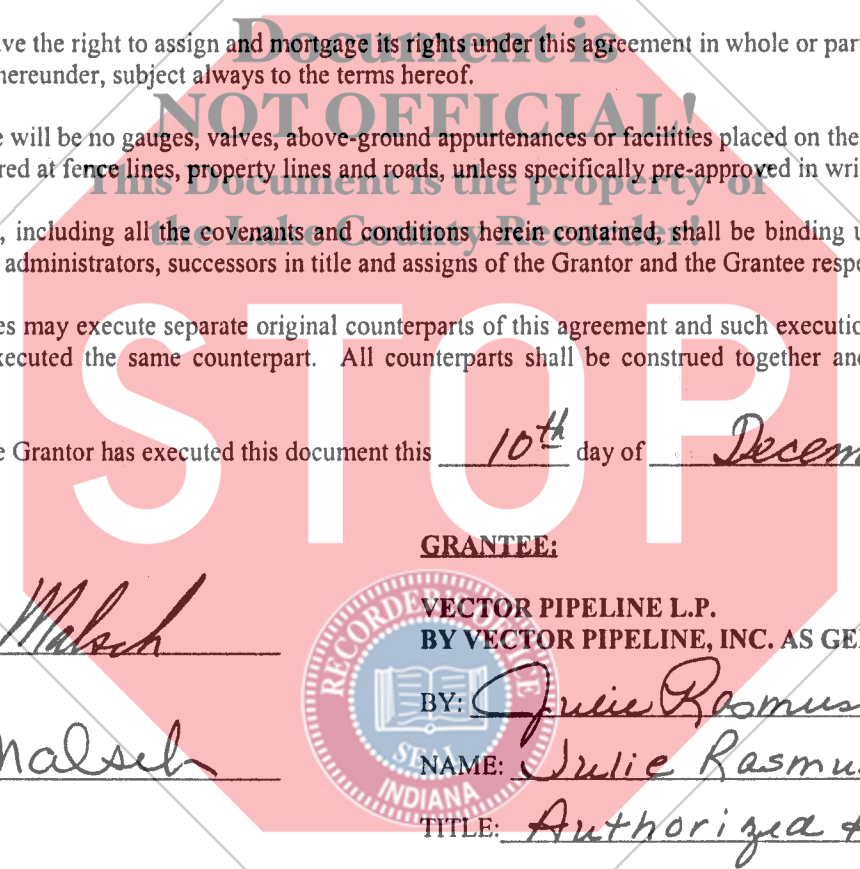 Document is
ve the right to assign and mortgage its rights under this agreement in whole or par
hereunder, subject always to the terms hereof.
NOT OFFICIAL!
e will be no gauges, valves, above-ground appurtenances or facilities placed on the
red at fence lines, property lines and roads, unless specifically pre-approved in wri
This Document is the property of
the Lake County Recorder!
, including all the covenants and conditions herein contained, shall be binding u
administrators, successors in title and assigns of the Grantor and the Grantee respe
es may execute separate original counterparts of this agreement and such executio
xecuted the same counterpart. All counterparts shall be construed together and
STOP
e Grantor has executed this document this 10th day of Decem
GRANTEE:
Malsch
VECTOR PIPELINE L.P.
BY VECTOR PIPELINE, INC. AS GE
RECORDER OFFICE
BY: Julie Rasmus
Malsch
SEAL
NAME: Julie Rasmu
INDIANA
TITLE: Authorized